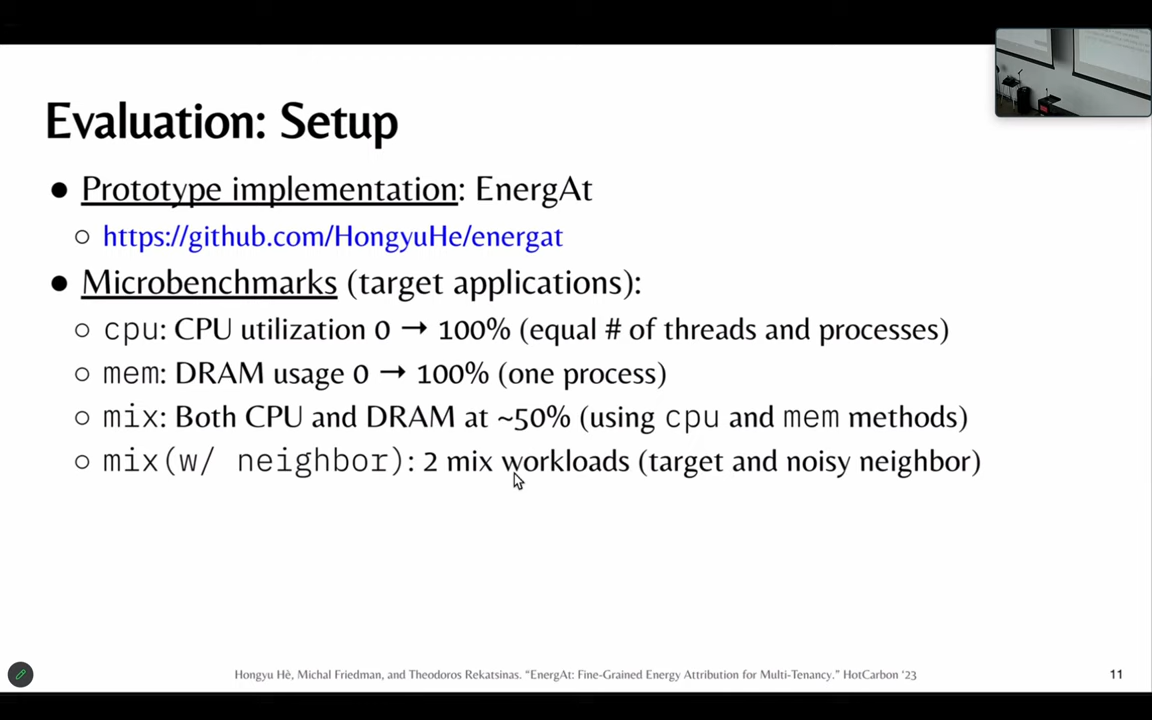 Evaluation: Setup
● Prototype implementation: EnergAt
○ https://github.com/HongyuHe/energat
● Microbenchmarks (target applications):
○ cpu: CPU utilization 0 → 100% (equal # of threads and processes)
○ mem: DRAM usage 0 → 100% (one process)
○ mix: Both CPU and DRAM at ~50% (using cpu and mem methods)
○ mix(w/ neighbor): 2 mix workloads (target and noisy neighbor)
Hongyu Hè, Michal Friedman, and Theodoros Rekatsinas. “EnergAt: Fine-Grained Energy Attribution for Multi-Tenancy.” HotCarbon ‘23
11